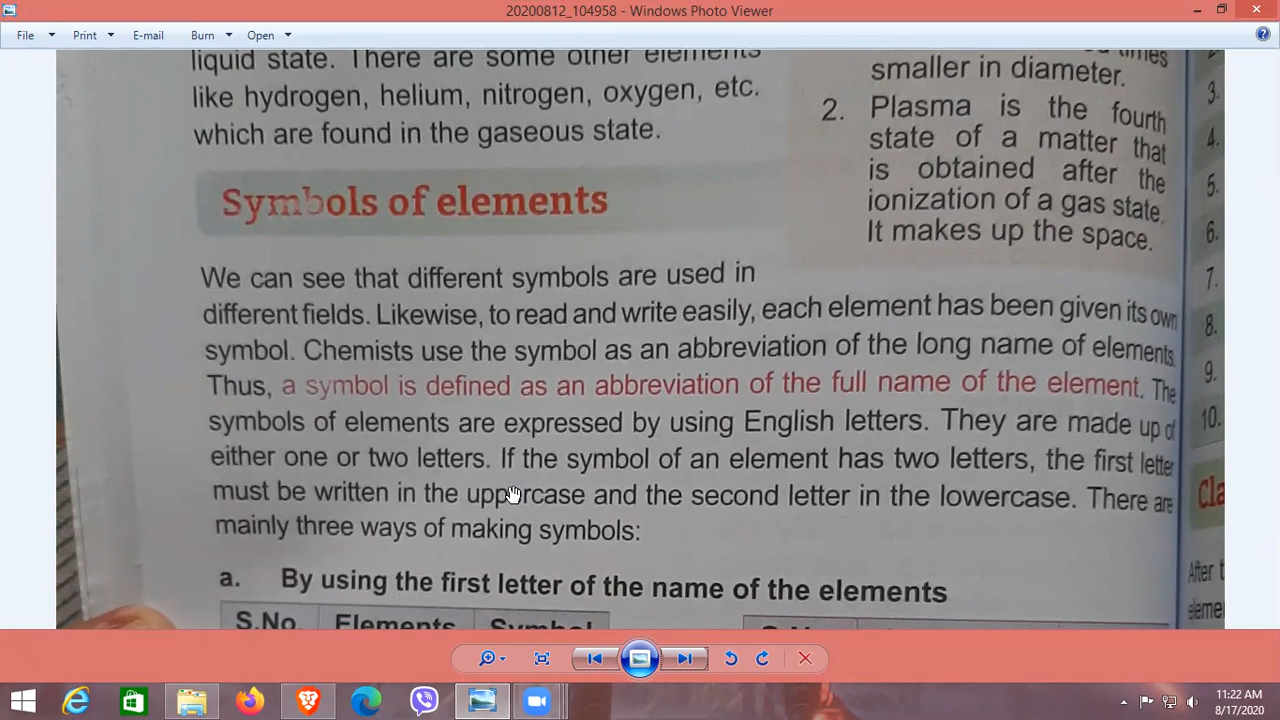 20200812_104958 - Windows Photo Viewer
File Print E-mail Burn Open
liquid state. There are some other elements
like hydrogen, helium, nitrogen, oxygen, etc.
which are found in the gaseous state.
times
smaller in diameter.
2. Plasma is the fourth
state of a matter that
is obtained after the
ionization of a gas state.
It makes up the space.
Symbols of elements
We can see that different symbols are used in
different fields. Likewise, to read and write easily, each element has been given its own
symbol. Chemists use the symbol as an abbreviation of the long name of elements.
Thus, a symbol is defined as an abbreviation of the full name of the element. The
symbols of elements are expressed by using English letters. They are made up of
either one or two letters. If the symbol of an element has two letters, the first letter
must be written in the uppercase and the second letter in the lowercase. There are
mainly three ways of making symbols:
a. By using the first letter of the name of the elements
S.No. Elements Symbol
3.
4.
5.
6.
7.
8.
9.
10.
Cla
After t
eleme
11:22 AM
8/17/2020